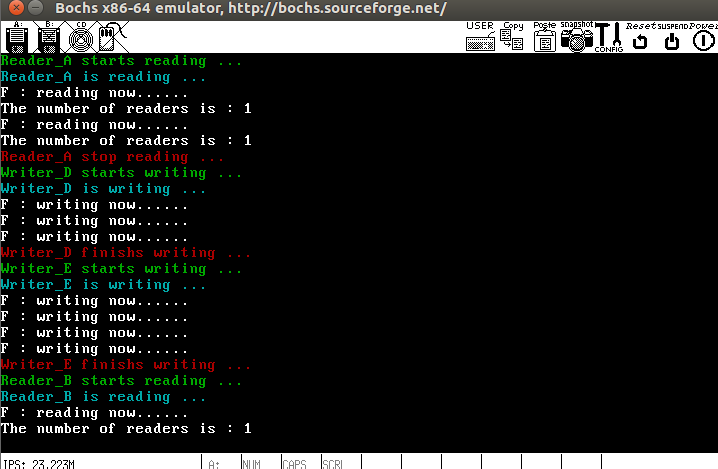 Bochs x86-64 emulator, http://bochs.sourceforge.net/
A: B: CD USER Copy Paste snapshot CONFIG Reset SUSPEND Power
Reader_A starts reading ...
Reader_A is reading ...
F : reading now......
The number of readers is : 1
F : reading now......
The number of readers is : 1
Reader_A stop reading ...
Writer_D starts writing ...
Writer_D is writing ...
F : writing now......
F : writing now......
F : writing now......
Writer_D finishs writing ...
Writer_E starts writing ...
Writer_E is writing ...
F : writing now......
F : writing now......
F : writing now......
F : writing now......
Writer_E finishs writing ...
Reader_B starts reading ...
Reader_B is reading ...
F : reading now......
The number of readers is : 1
IPS: 23.223M A: NUM CAPS SCRL